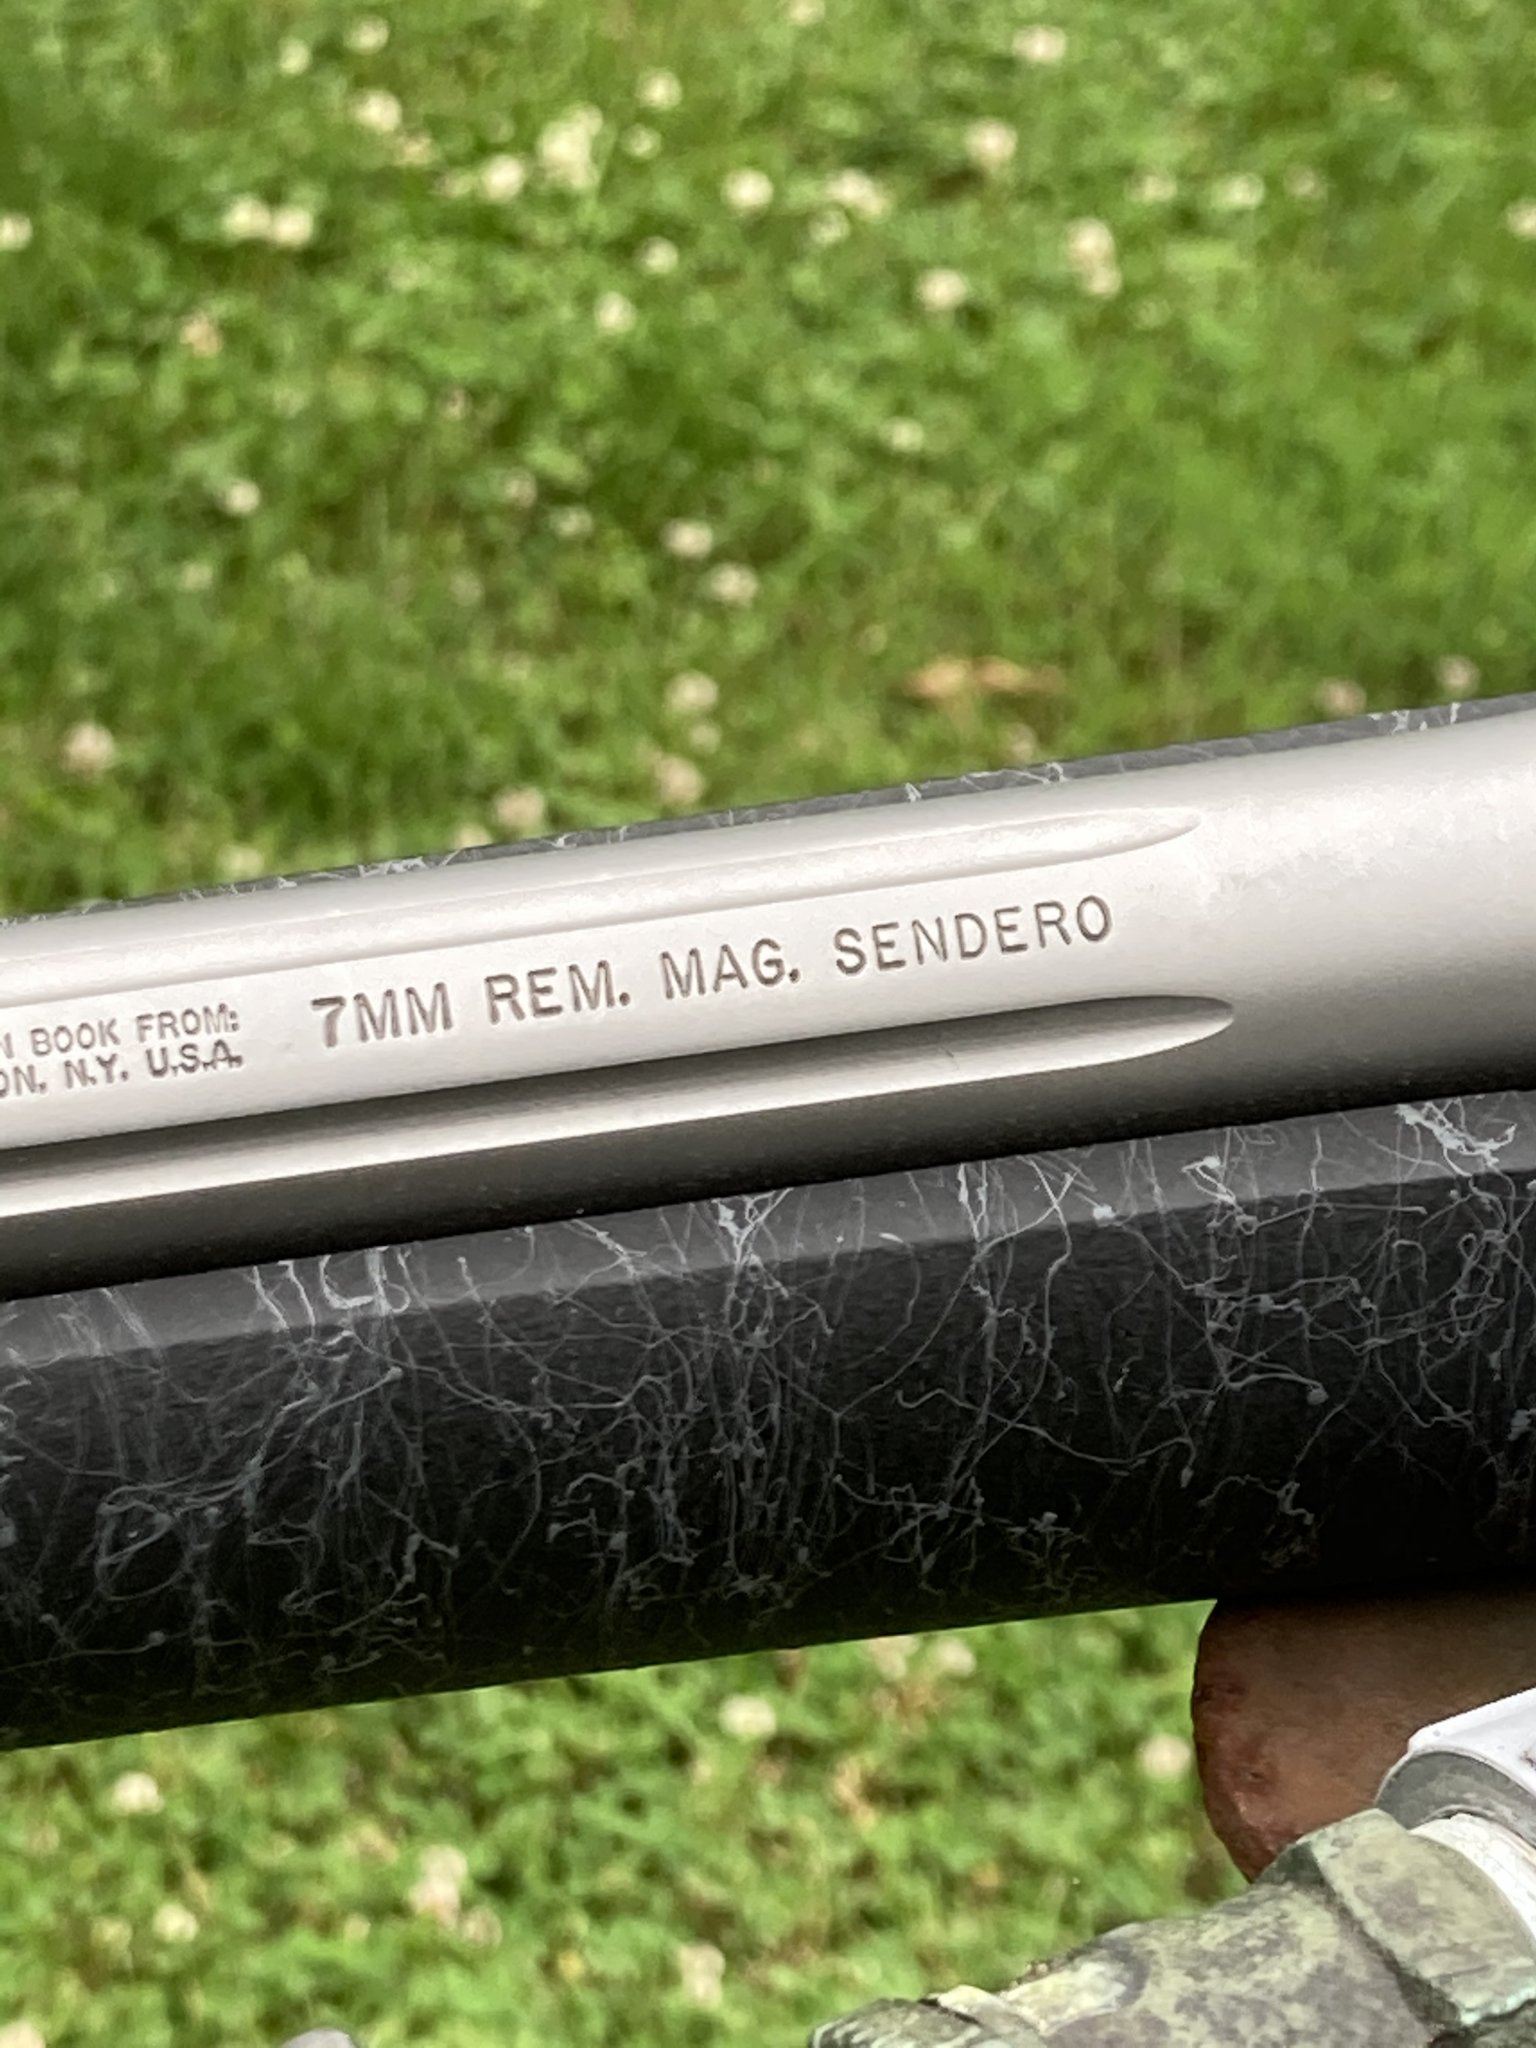 BOOK FROM:
N.Y. U.S.A.
7MM REM. MAG. SENDERO